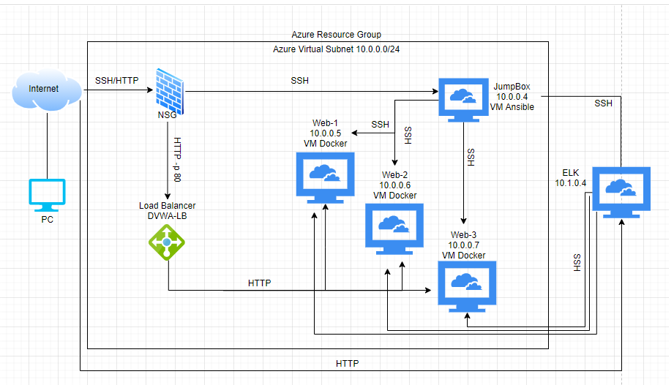 Azure Resource Group
Azure Virtual Subnet 10.0.0.0/24
Internet
SSH/HTTP
SSH
NSG
JumpBox
10.0.0.4
VM Ansible
SSH
Web-1
10.0.0.5
VM Docker
SSH
SSH
SSH
HTTP -p 80
Web-2
10.0.0.6
VM Docker
ELK
10.1.0.4
PC
Load Balancer
DVWA-LB
Web-3
10.0.0.7
VM Docker
SSH
HTTP
HTTP